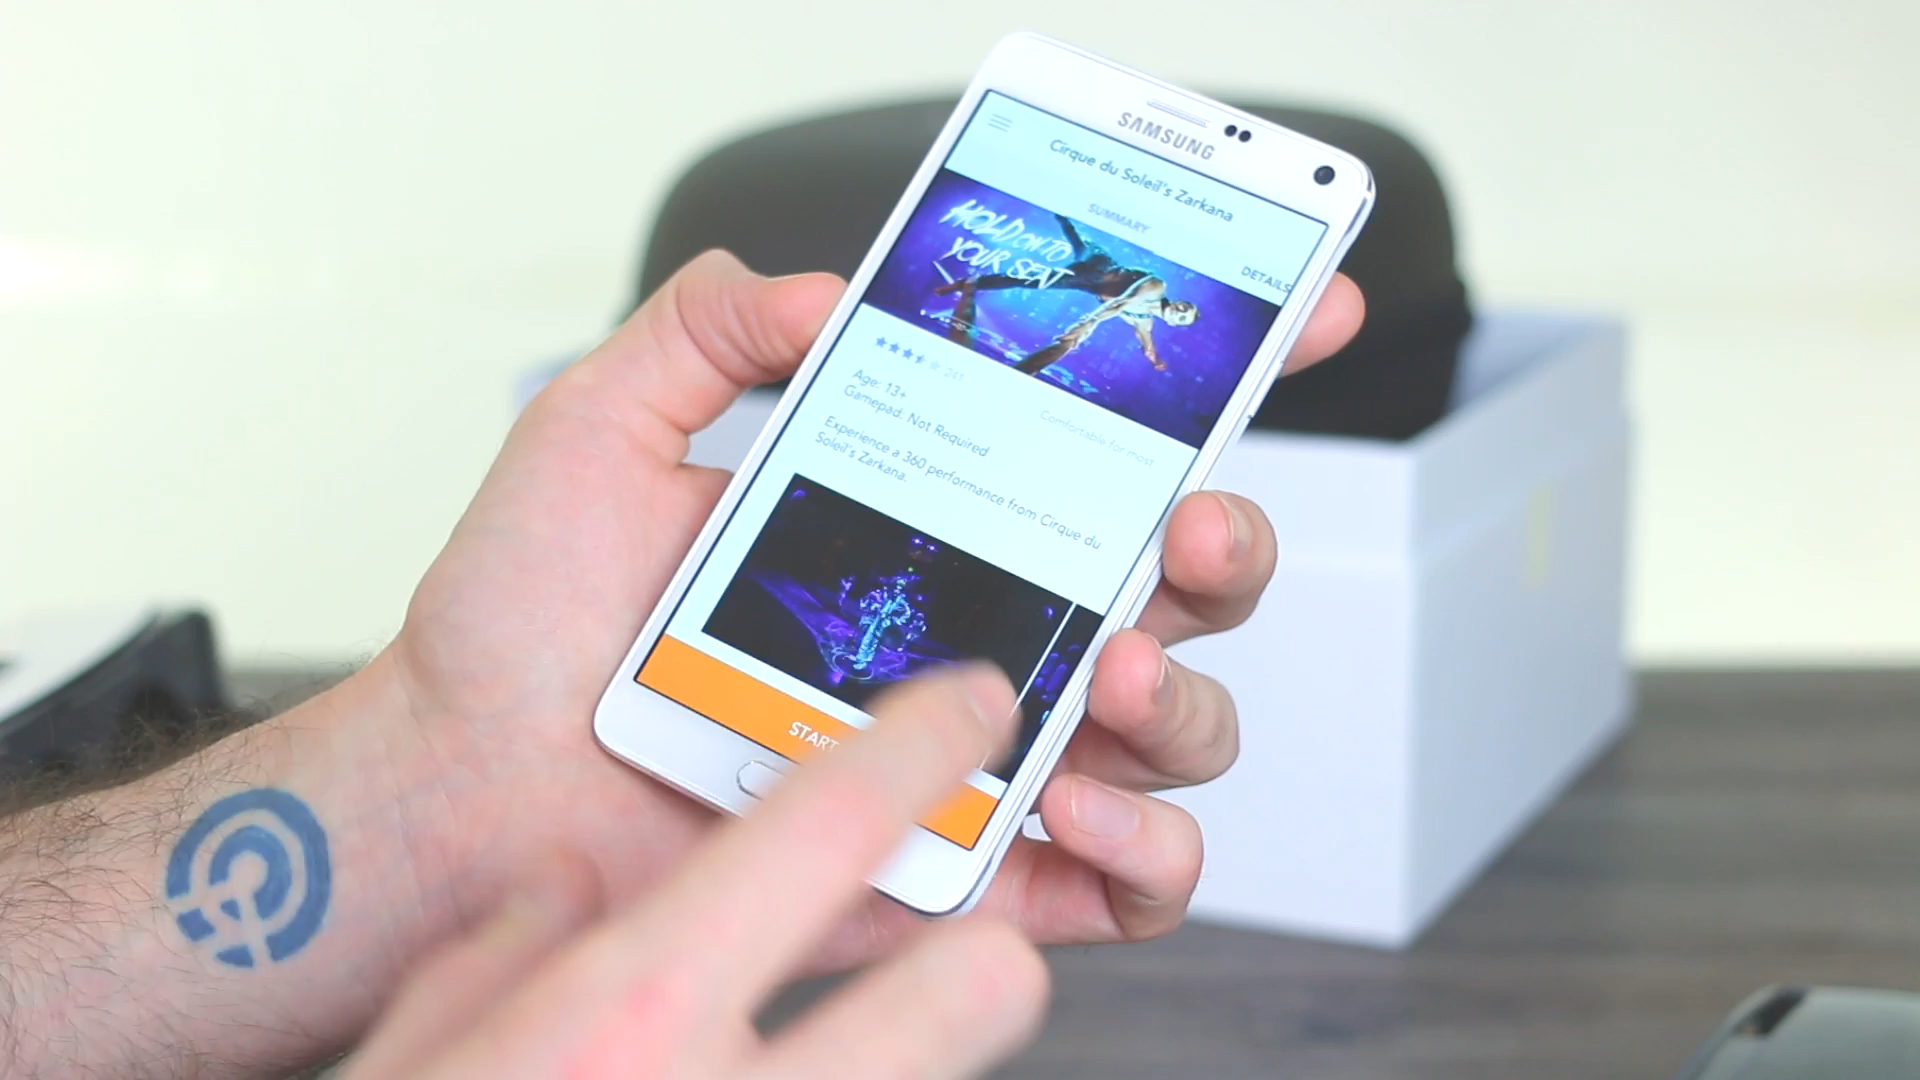 SAMSUNG
Cirque du Soleil's Zarkana
SUMMARY
DETAILS
HOLD ON TO
YOUR SEAT
241
Comfortable for most
Age: 13+
Gamepad: Not Required
Experience a 360 performance from Cirque du
Soleil's Zarkana.
START